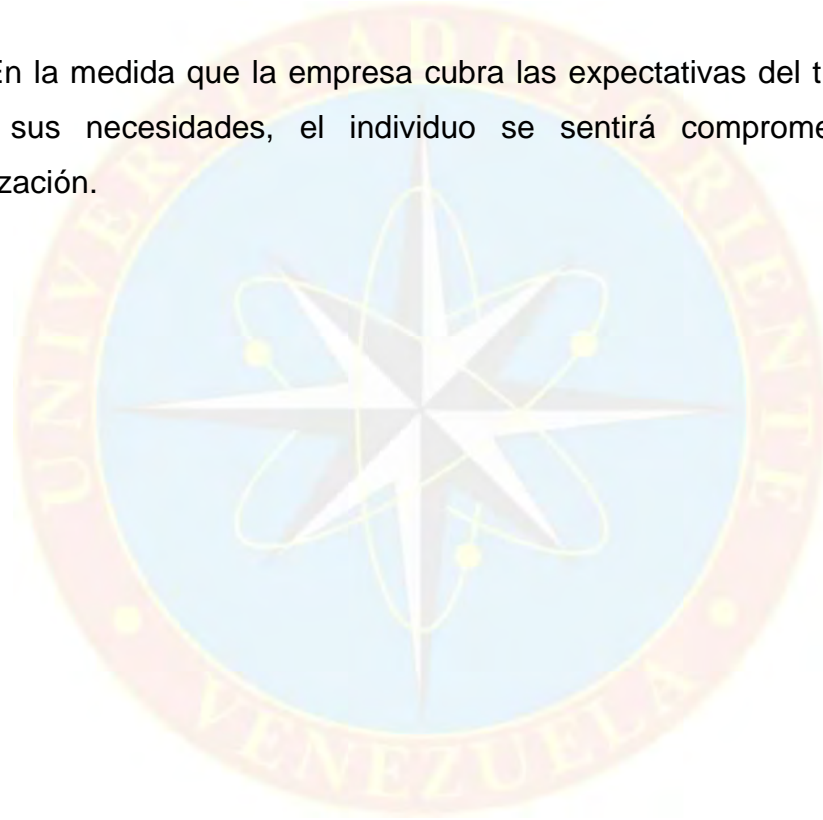 En la medida que la empresa cubra las expectativas del t
sus necesidades, el individuo se sentirá comprome
zación.
UNIVERSIDAD DE ORIENTE
VENEZUELA